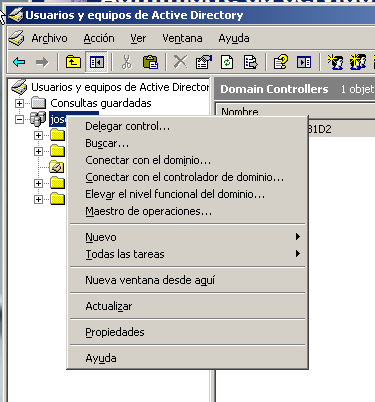 Usuarios y equipos de Active Directory
Archivo Acción Ver Ventana Ayuda
Usuarios y equipos de Active Director
Consultas guardadas
Domain Controllers 1 objet
Nombre
Delegar control...
Buscar...
Conectar con el dominio...
Conectar con el controlador de dominio...
Elevar el nivel funcional del dominio...
Maestro de operaciones...
Nuevo
Todas las tareas
Nueva ventana desde aquí
Actualizar
Propiedades
Ayuda